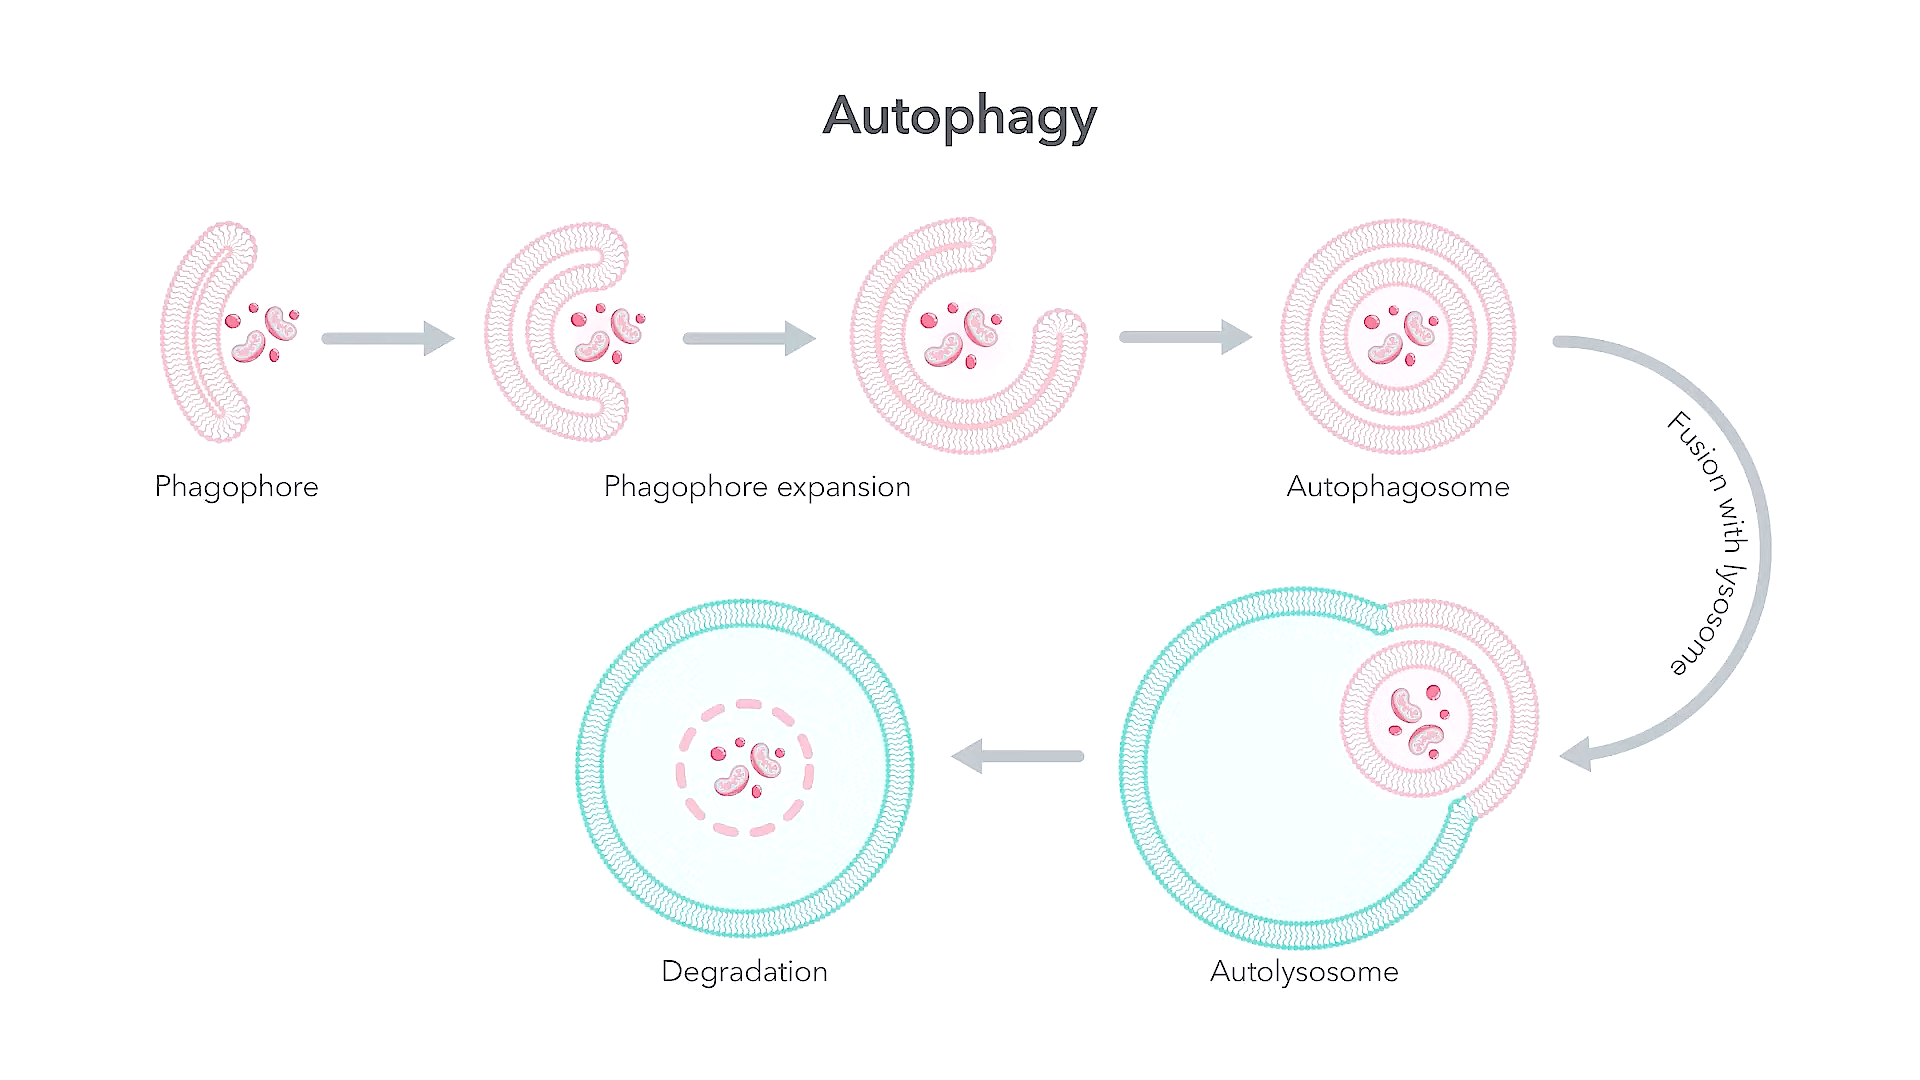 Autophagy
Phagophore
Phagophore expansion
Autophagosome
Fusion with lysosome
Degradation
Autolysosome